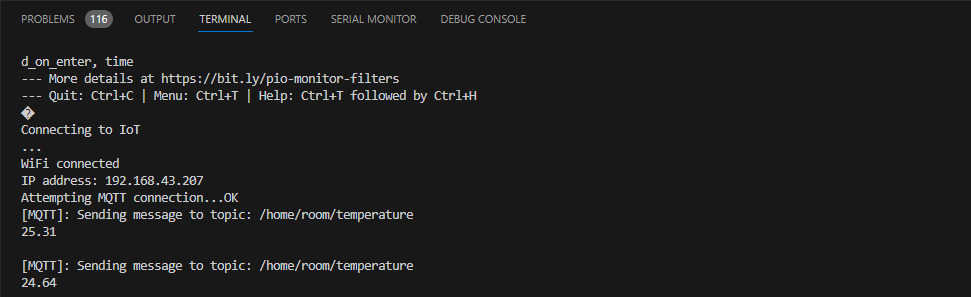 PROBLEMS 116 OUTPUT TERMINAL PORTS SERIAL MONITOR DEBUG CONSOLE
d_on_enter, time
--- More details at https://bit.ly/pio-monitor-filters
--- Quit: Ctrl+C | Menu: Ctrl+T | Help: Ctrl+T followed by Ctrl+H
�
Connecting to IoT
...
WiFi connected
IP address: 192.168.43.207
Attempting MQTT connection...OK
[MQTT]: Sending message to topic: /home/room/temperature
25.31
[MQTT]: Sending message to topic: /home/room/temperature
24.64